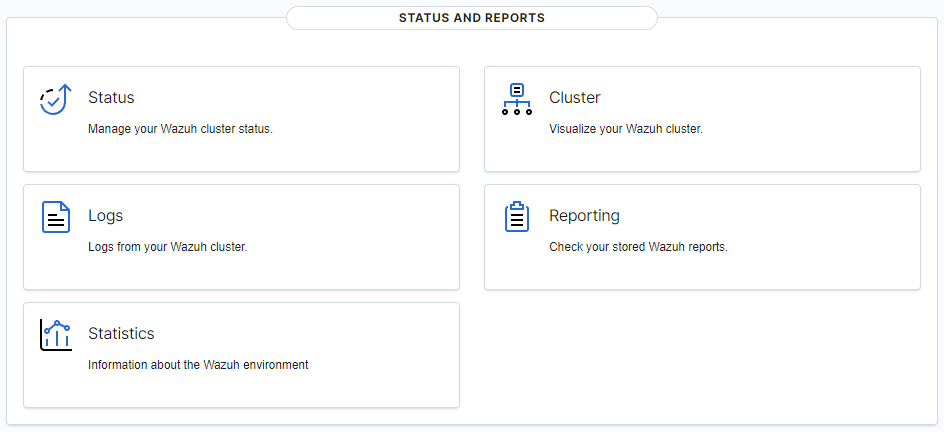 STATUS AND REPORTS
Status
Manage your Wazuh cluster status.
Cluster
Visualize your Wazuh cluster.
Logs
Logs from your Wazuh cluster.
Reporting
Check your stored Wazuh reports.
Statistics
Information about the Wazuh environment